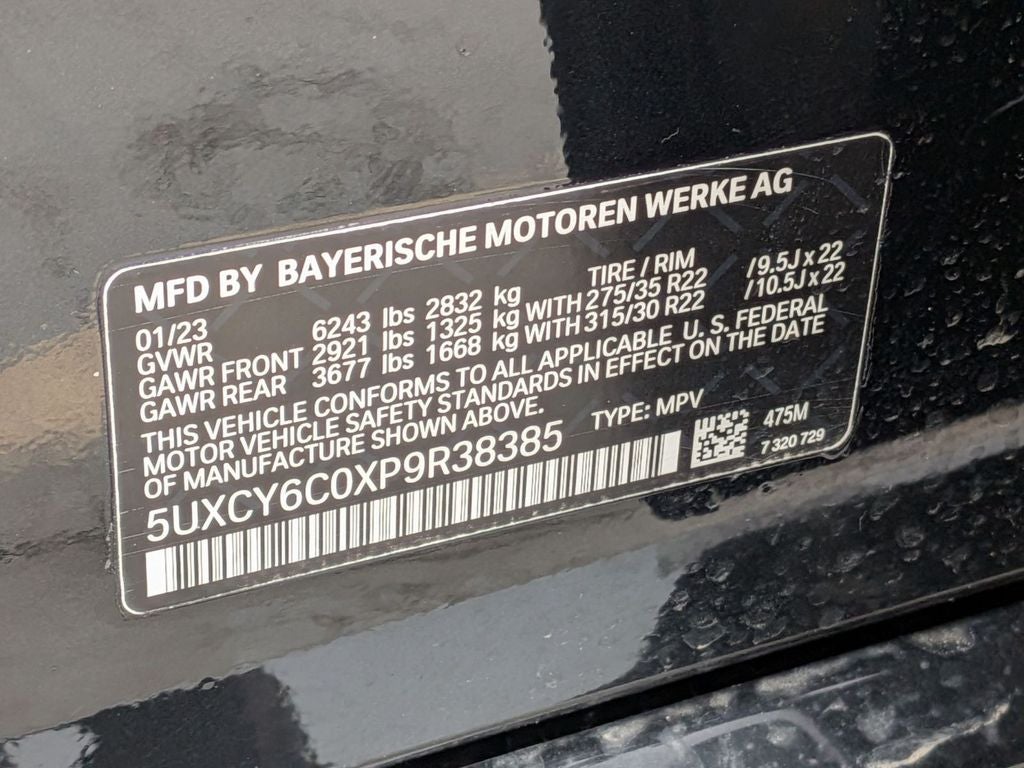 MFD BY BAYERISCHE MOTOREN WERKE AG
01/23 TIRE / RIM
GVWR 6243 lbs 2832 kg
GAWR FRONT 2921 lbs 1325 kg WITH 275/35 R22 /9.5J x 22
GAWR REAR 3677 lbs 1668 kg WITH 315/30 R22 /10.5J x 22
THIS VEHICLE CONFORMS TO ALL APPLICABLE U. S. FEDERAL
MOTOR VEHICLE SAFETY STANDARDS IN EFFECT ON THE DATE
OF MANUFACTURE SHOWN ABOVE. TYPE: MPV
5UXCY6C0XP9R38385
475M
7 320 729